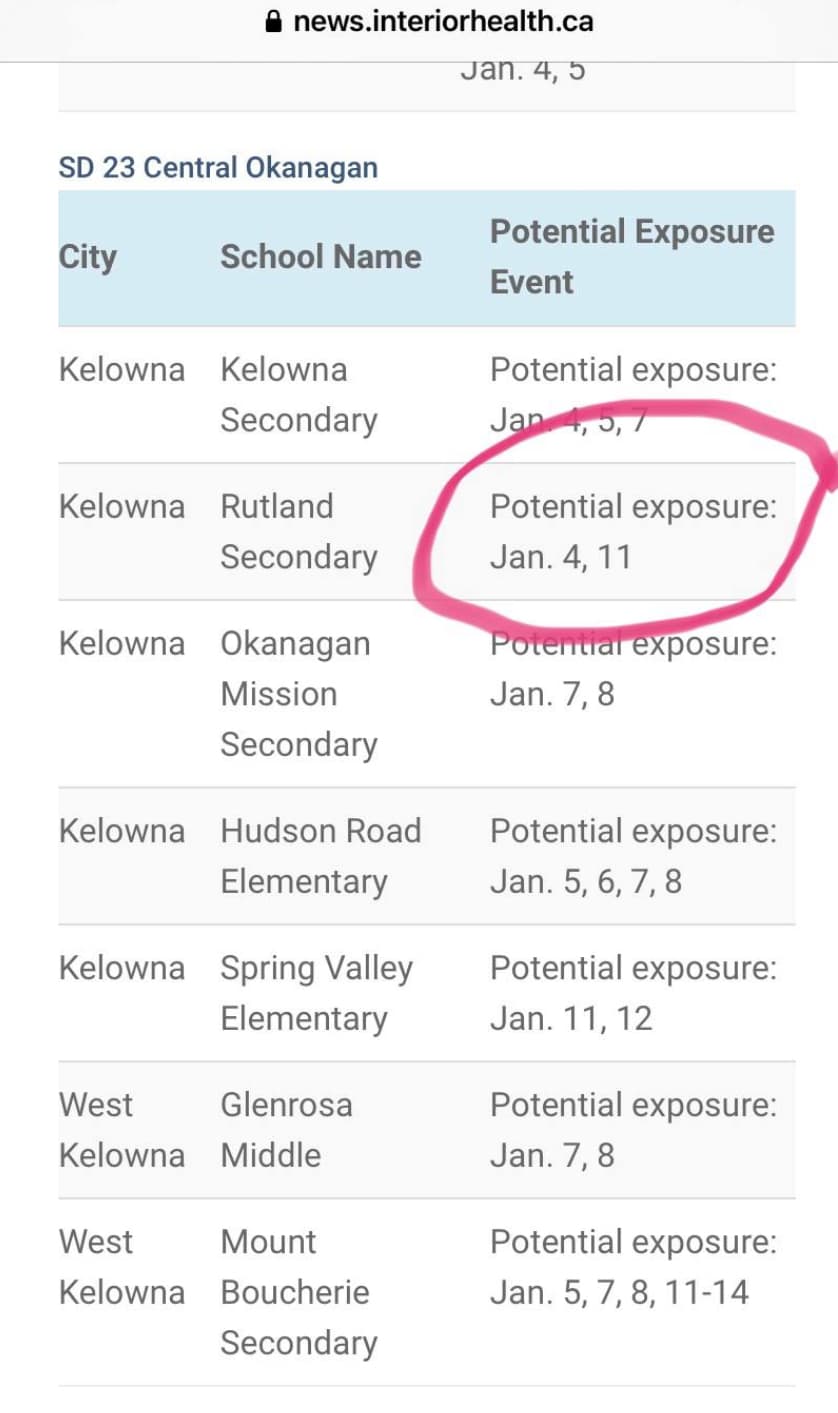 news.interiorhealth.ca
Jan. 4, 5
SD 23 Central Okanagan
City School Name Potential Exposure
Event
Kelowna Kelowna Potential exposure:
Secondary Jan. 4, 5, 7
Kelowna Rutland Potential exposure:
Secondary Jan. 4, 11
Kelowna Okanagan Potential exposure:
Mission Jan. 7, 8
Secondary
Kelowna Hudson Road Potential exposure:
Elementary Jan. 5, 6, 7, 8
Kelowna Spring Valley Potential exposure:
Elementary Jan. 11, 12
West Glenrosa Potential exposure:
Kelowna Middle Jan. 7, 8
West Mount Potential exposure:
Kelowna Boucherie Jan. 5, 7, 8, 11-14
Secondary